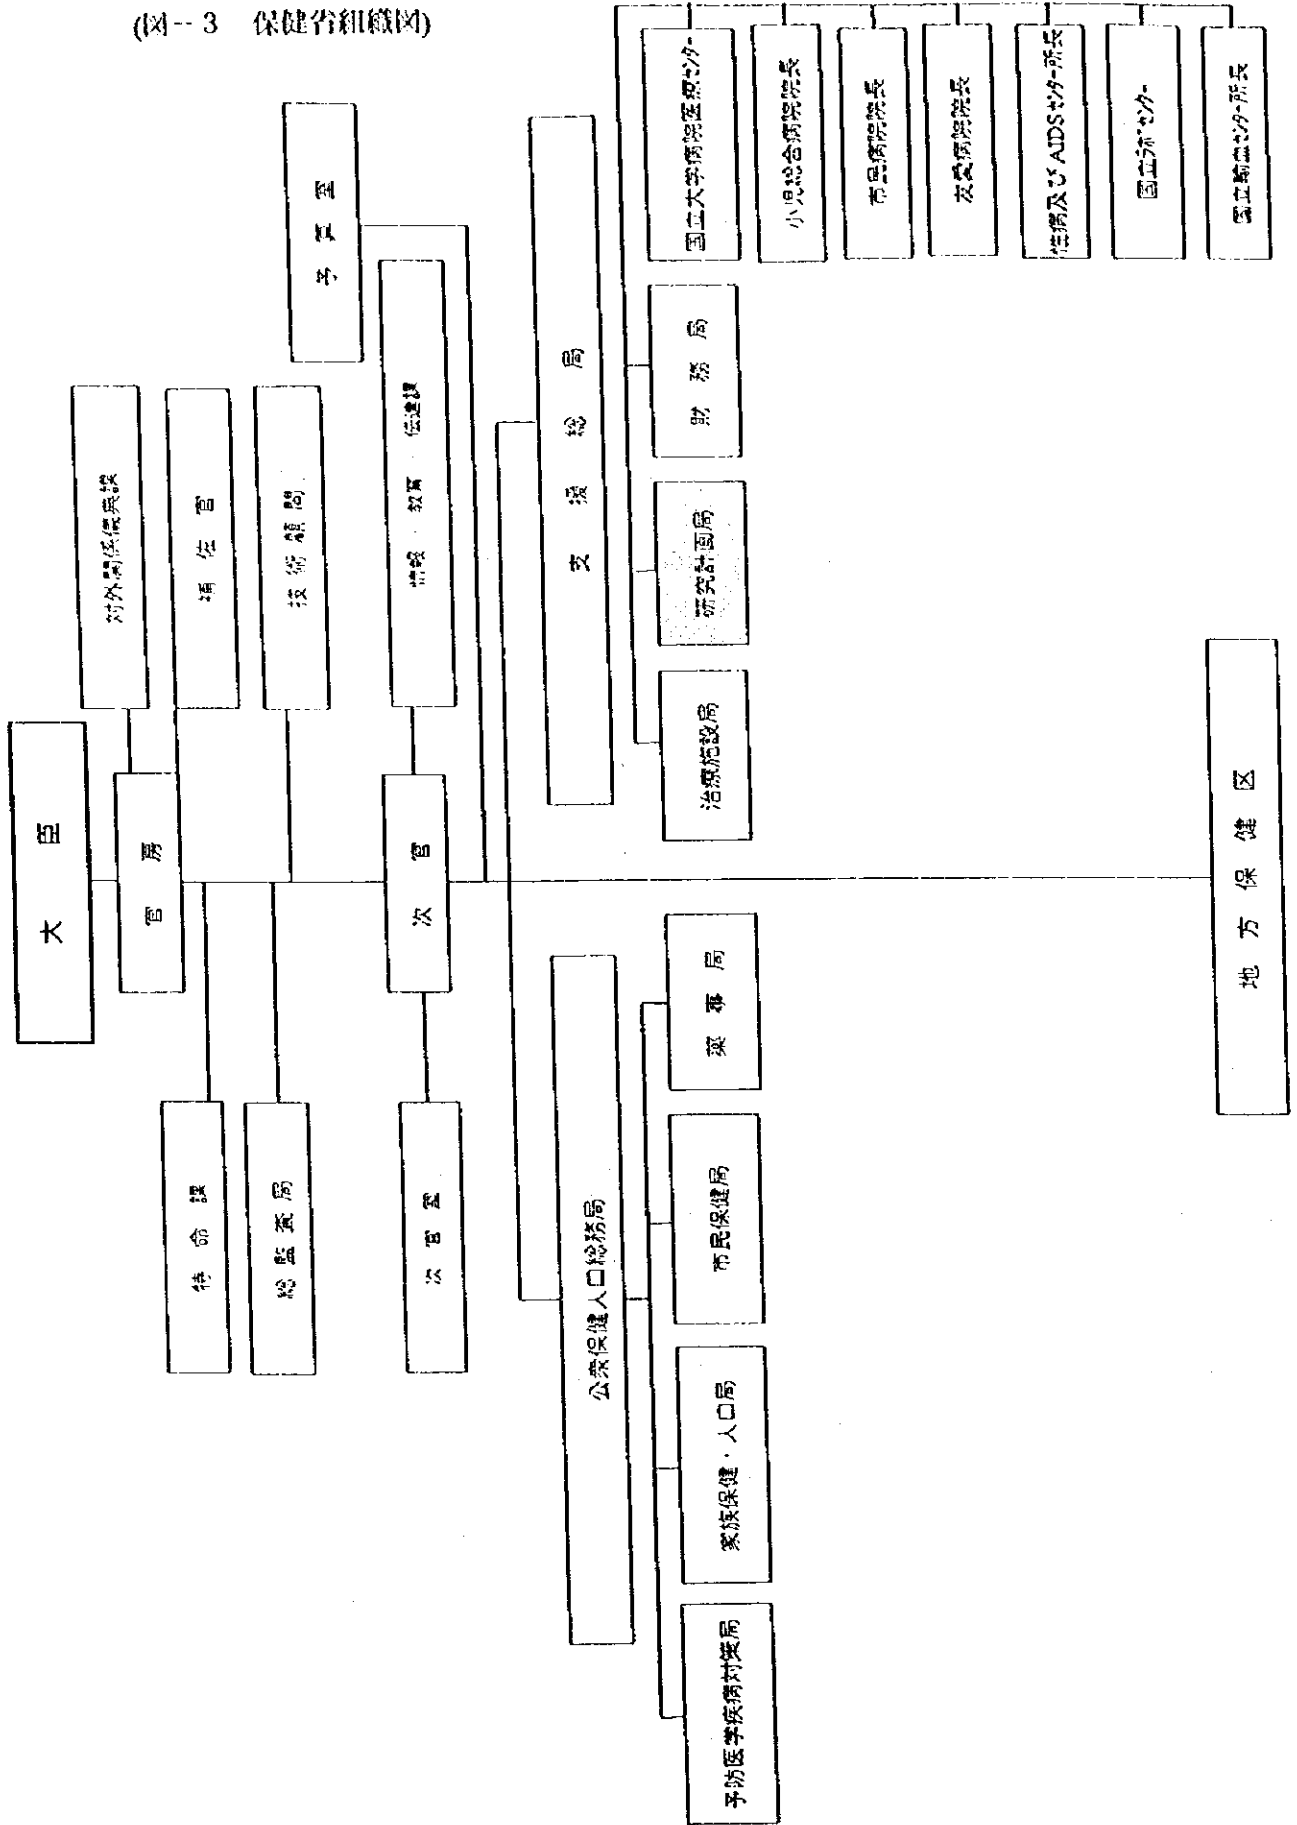 (図-3 保健省組織図)
大臣
官房
対外関係儀典課
補佐官
技術顧問
特命課
総監査局
次官
情報・教育・伝達課
次官室
予算室
支援総局
公衆保健人口総務局
治療施設局
研究計画局
財務局
国立大学病院医療センター
小児総合病院院長
市民病院院長
友愛病院院長
性病及びAIDSセンター所長
国立ラボセンター
国立輸血センター所長
予防医学疾病対策局
家族保健・人口局
市民保健局
薬事局
地方保健区